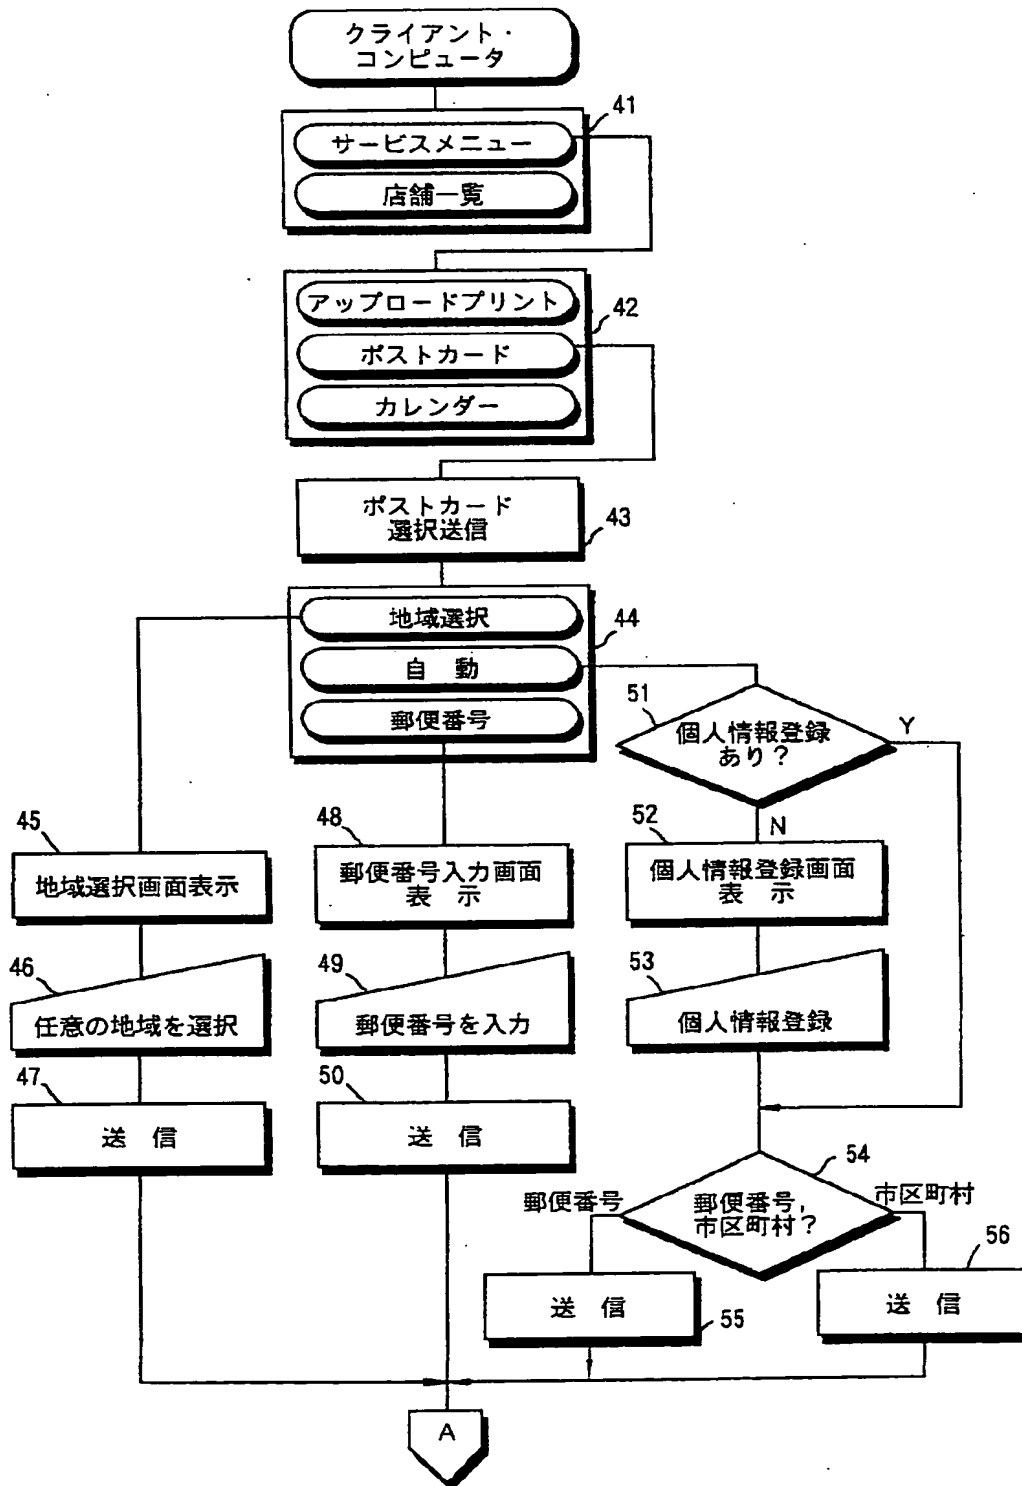 クライアント・
コンピュータ
41
サービスメニュー
店舗一覧
アップロードプリント
42
ポストカード
カレンダー
ポストカード
選択送信
43
地域選択
44
自 動
郵便番号
51
個人情報登録
あり?
Y
N
45
地域選択画面表示
46
任意の地域を選択
47
送 信
48
郵便番号入力画面
表 示
49
郵便番号を入力
50
送 信
52
個人情報登録画面
表 示
53
個人情報登録
54
郵便番号,
市区町村?
郵便番号
市区町村
送 信
55
56
送 信
A